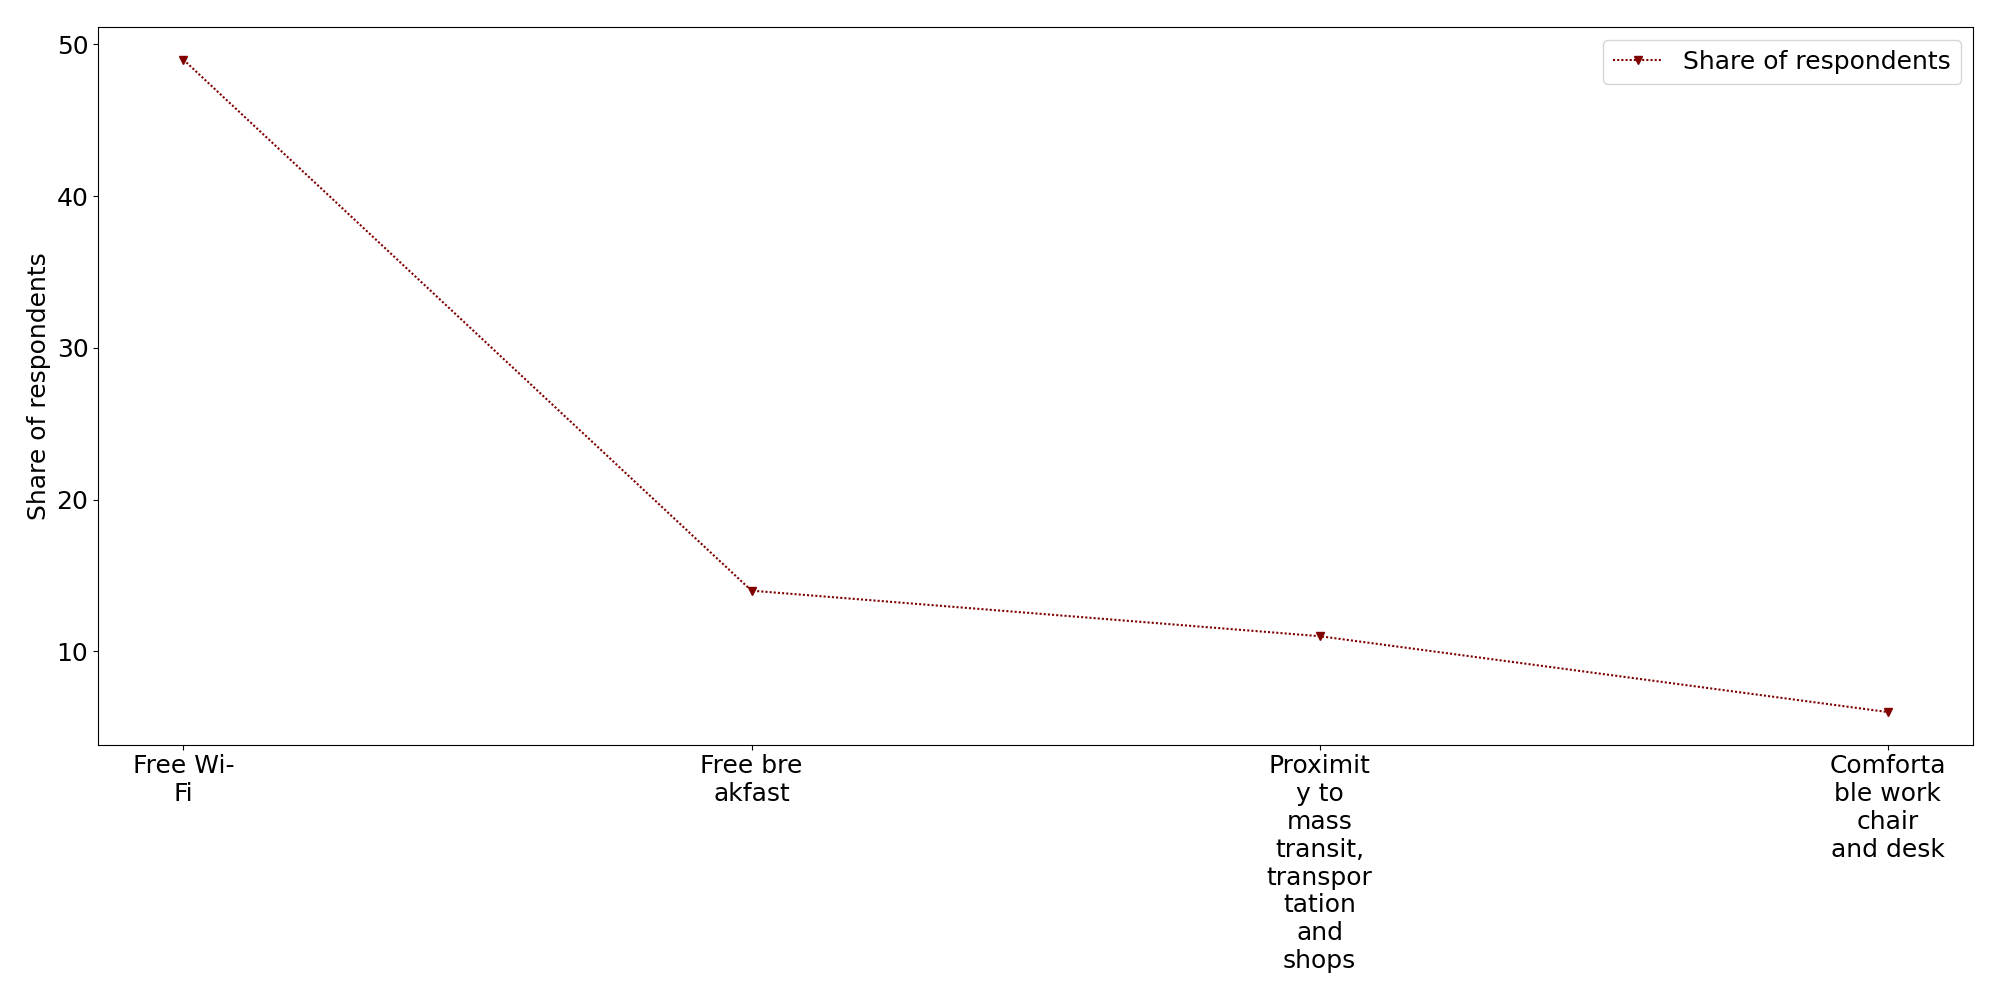 50
40
30
20
10
Share of respondents
Share of respondents
Free Wi-
Fi
Free bre
akfast
Proximit
y to
mass
transit,
transpor
tation
and
shops
Comforta
ble work
chair
and desk